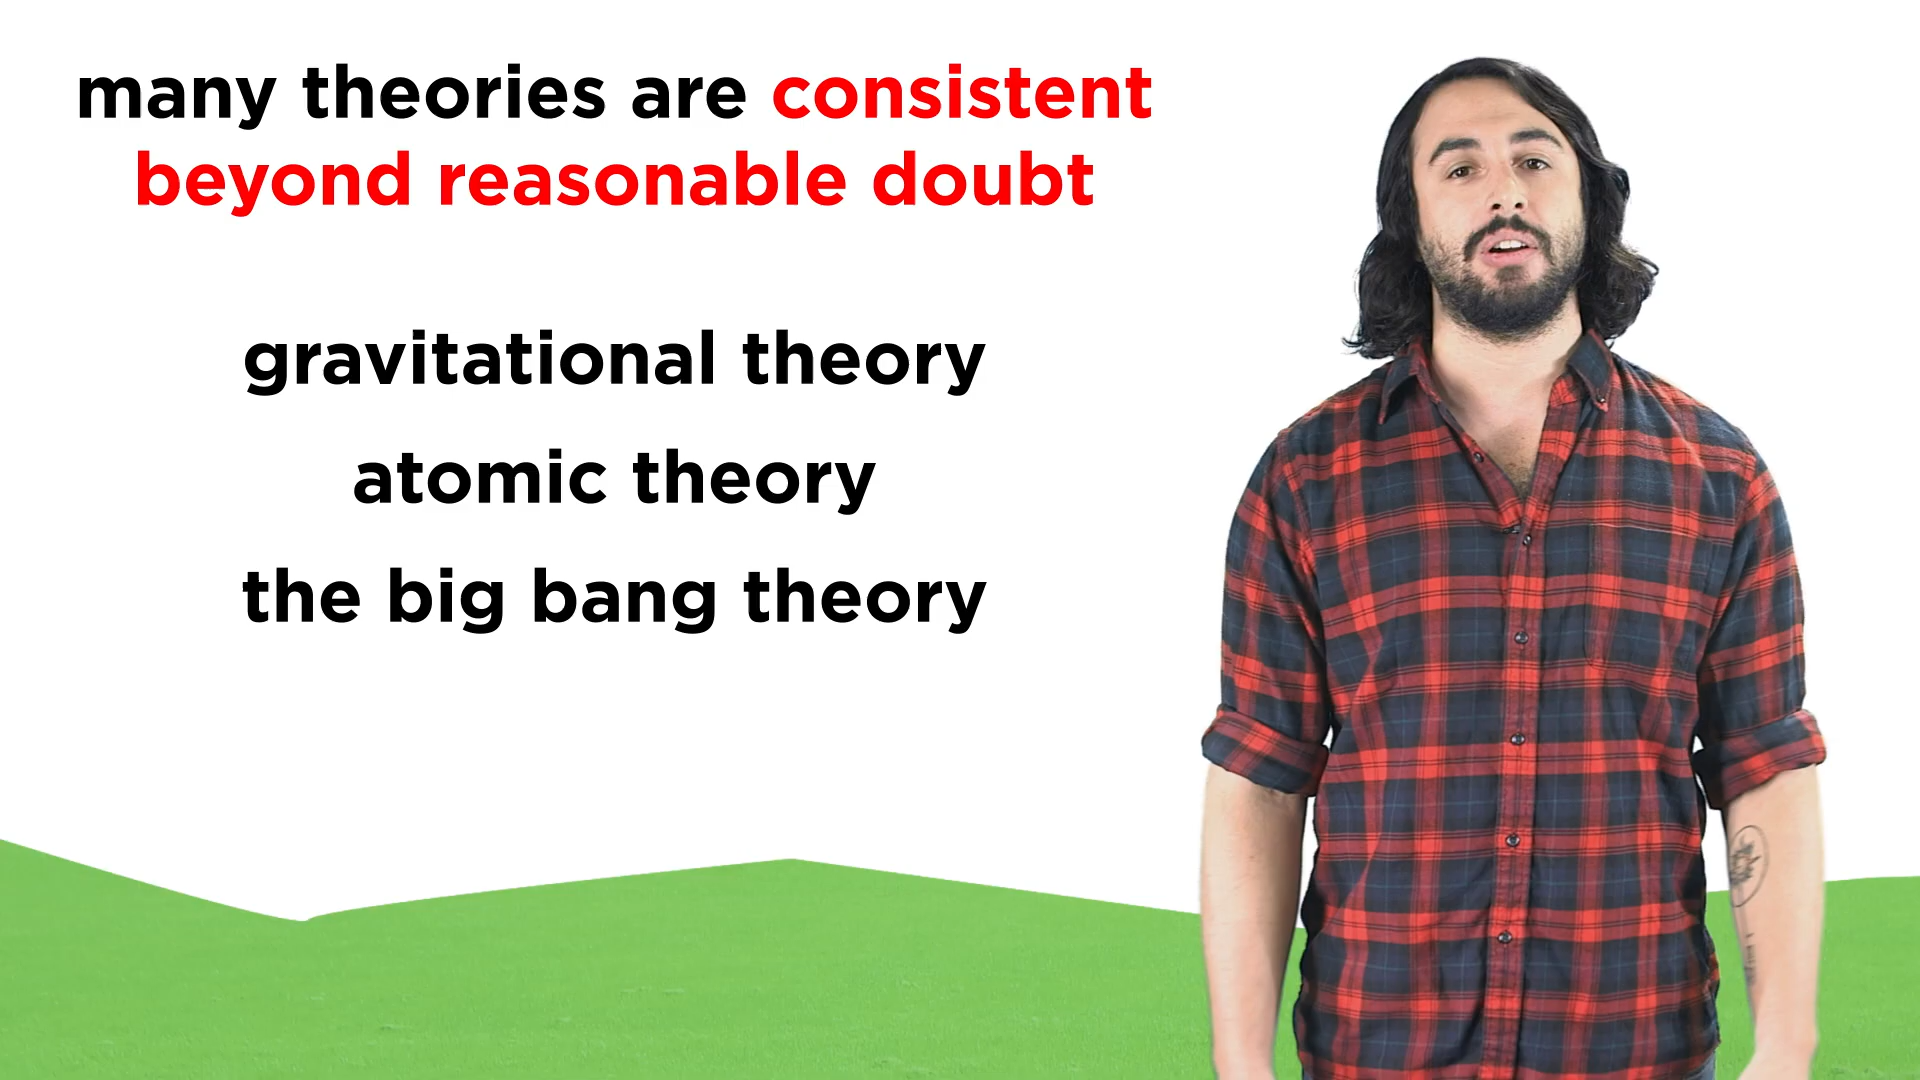 many theories are consistent
beyond reasonable doubt
gravitational theory
atomic theory
the big bang theory